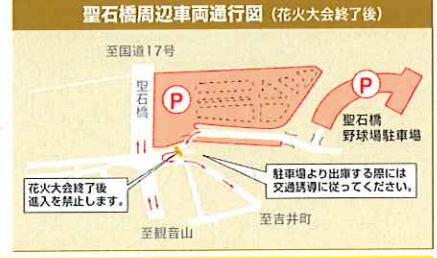 聖石橋周辺車両通行図(花火大会終了後)
至国道17号
聖石橋
P
P
聖石橋
野球場駐車場
花火大会終了後
進入を禁止します。
駐車場より出庫する際には
交通誘導に従ってください。
至吉井町
至観音山